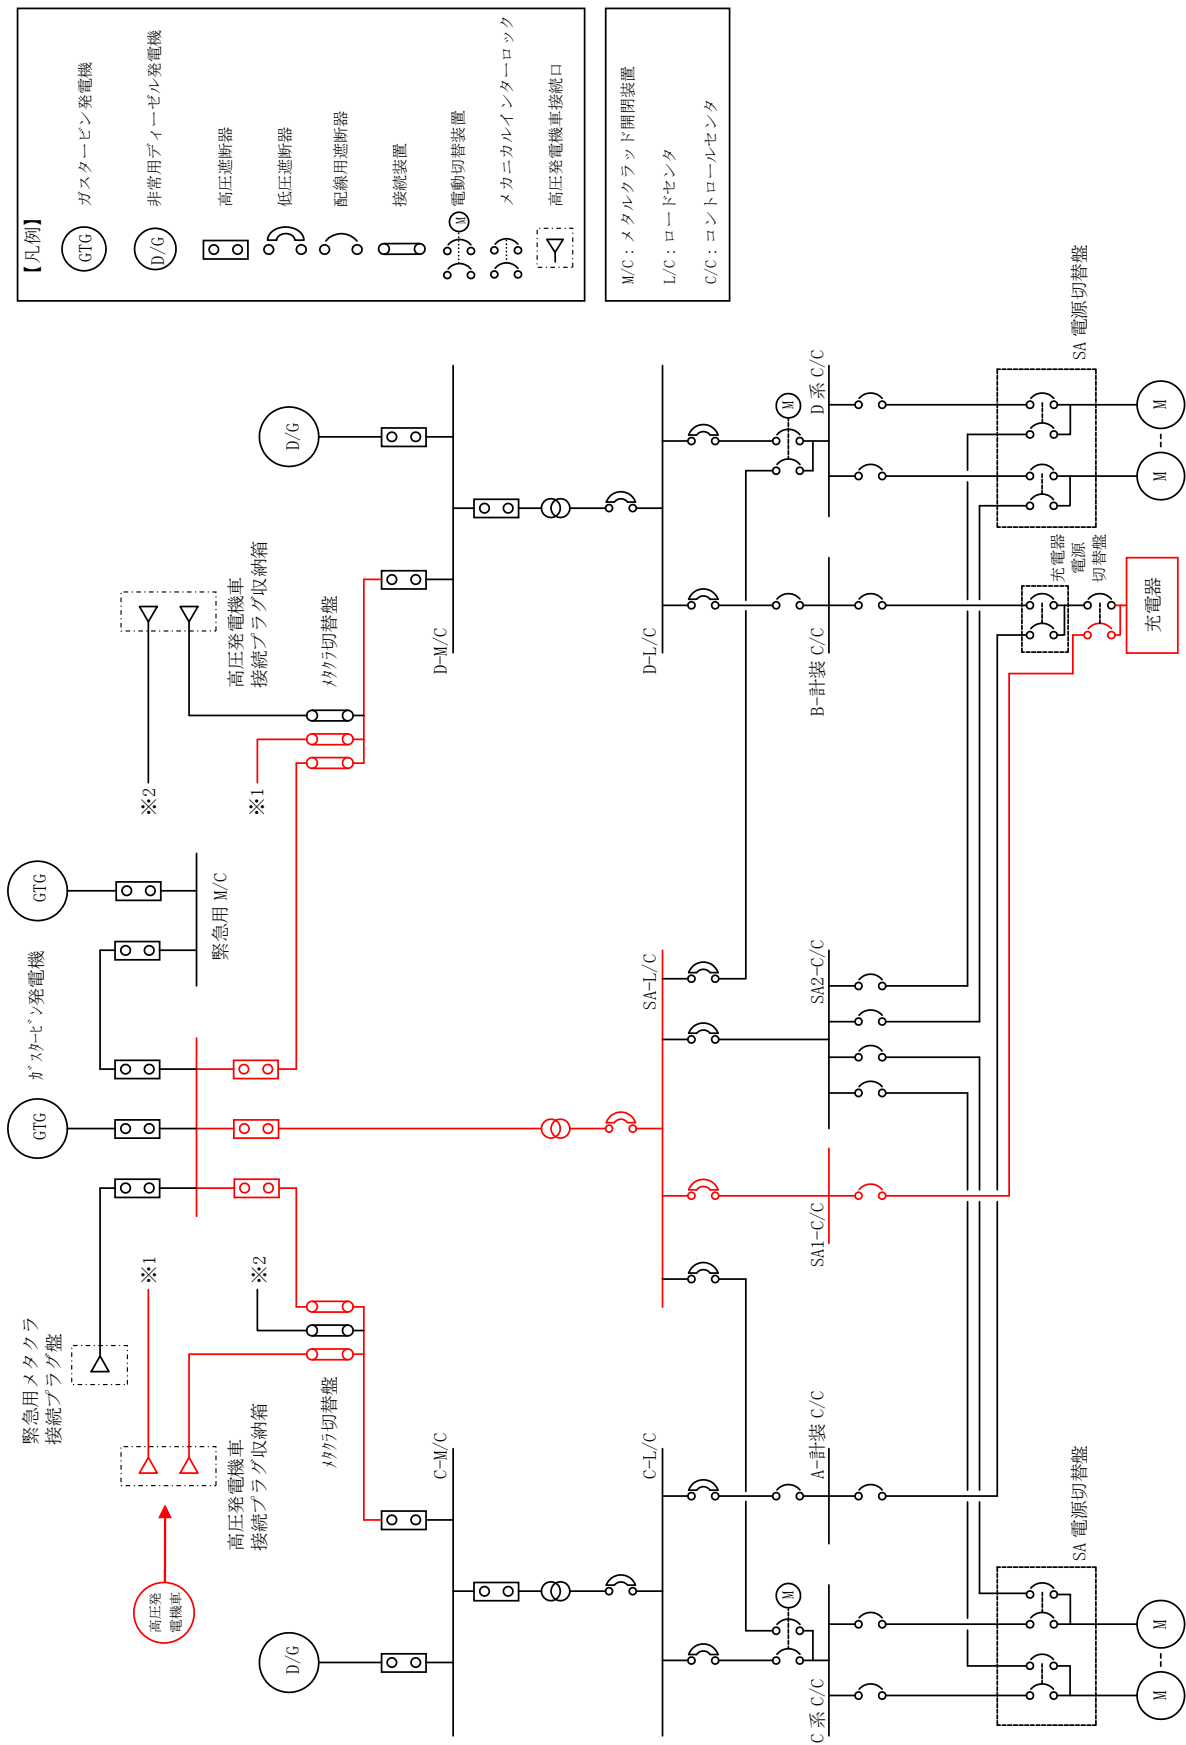 【凡例】
GTG
ガスタービン発電機
D/G
非常用ディーゼル発電機
高圧遮断器
低圧遮断器
配線用遮断器
接続装置
M
電動切替装置
メカニカルインターロック
高圧発電機車接続口
M/C：メタルクラッド開閉装置
L/C：ロードセンタ
C/C：コントロールセンタ
緊急用メタクラ
接続プラグ盤
GTG
ｶﾞｽﾀｰﾋﾞﾝ発電機
GTG
緊急用 M/C
高圧発
電機車
※1
※2
※2
※1
高圧発電機車
接続プラグ収納箱
高圧発電機車
接続プラグ収納箱
D/G
D/G
ﾒﾀｸﾗ切替盤
ﾒﾀｸﾗ切替盤
C-M/C
D-M/C
C-L/C
SA-L/C
D-L/C
M
M
C 系 C/C
A-計装 C/C
SA1-C/C
SA2-C/C
B-計装 C/C
D 系 C/C
SA 電源切替盤
充電器
電源
切替盤
SA 電源切替盤
M
M
充電器
M
M